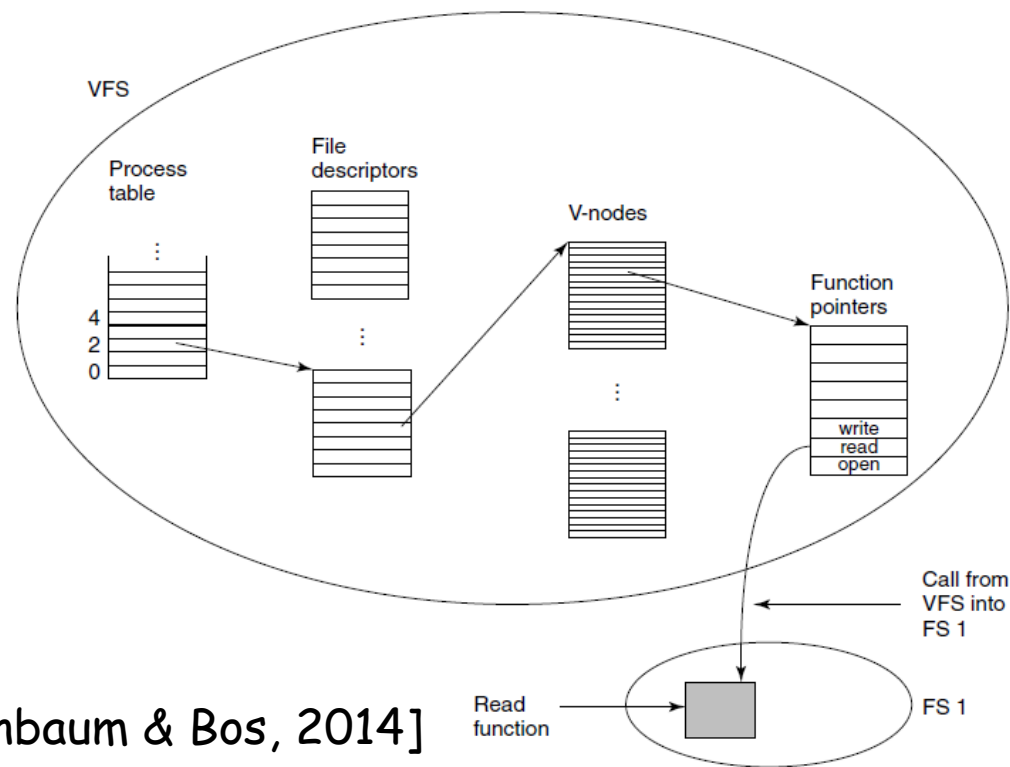 VFS
Process
table
File
descriptors
V-nodes
Function
pointers
4
2
0
write
read
open
Call from
VFS into
FS 1
Read
function
FS 1
nbaum & Bos, 2014]